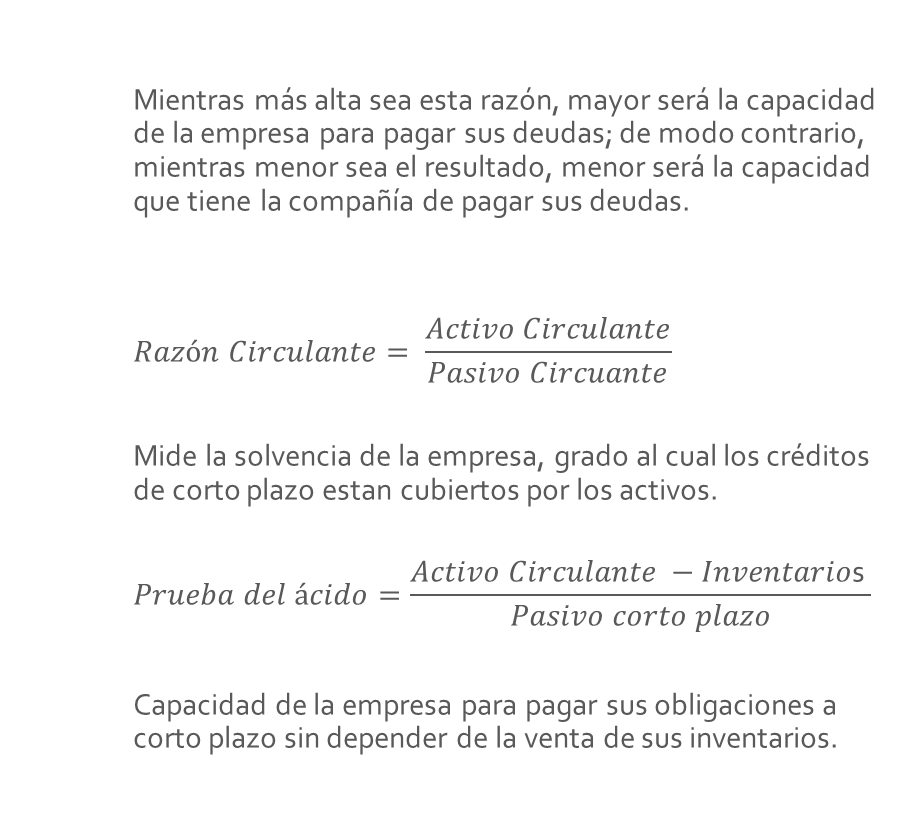 Mientras más alta sea esta razón, mayor será la capacidad
de la empresa para pagar sus deudas; de modo contrario,
mientras menor sea el resultado, menor será la capacidad
que tiene la compañía de pagar sus deudas.
Razón Circulante = Activo Circulante
Pasivo Circuante
Mide la solvencia de la empresa, grado al cual los créditos
de corto plazo estan cubiertos por los activos.
Prueba del ácido = Activo Circulante − Inventarios
Pasivo corto plazo
Capacidad de la empresa para pagar sus obligaciones a
corto plazo sin depender de la venta de sus inventarios.